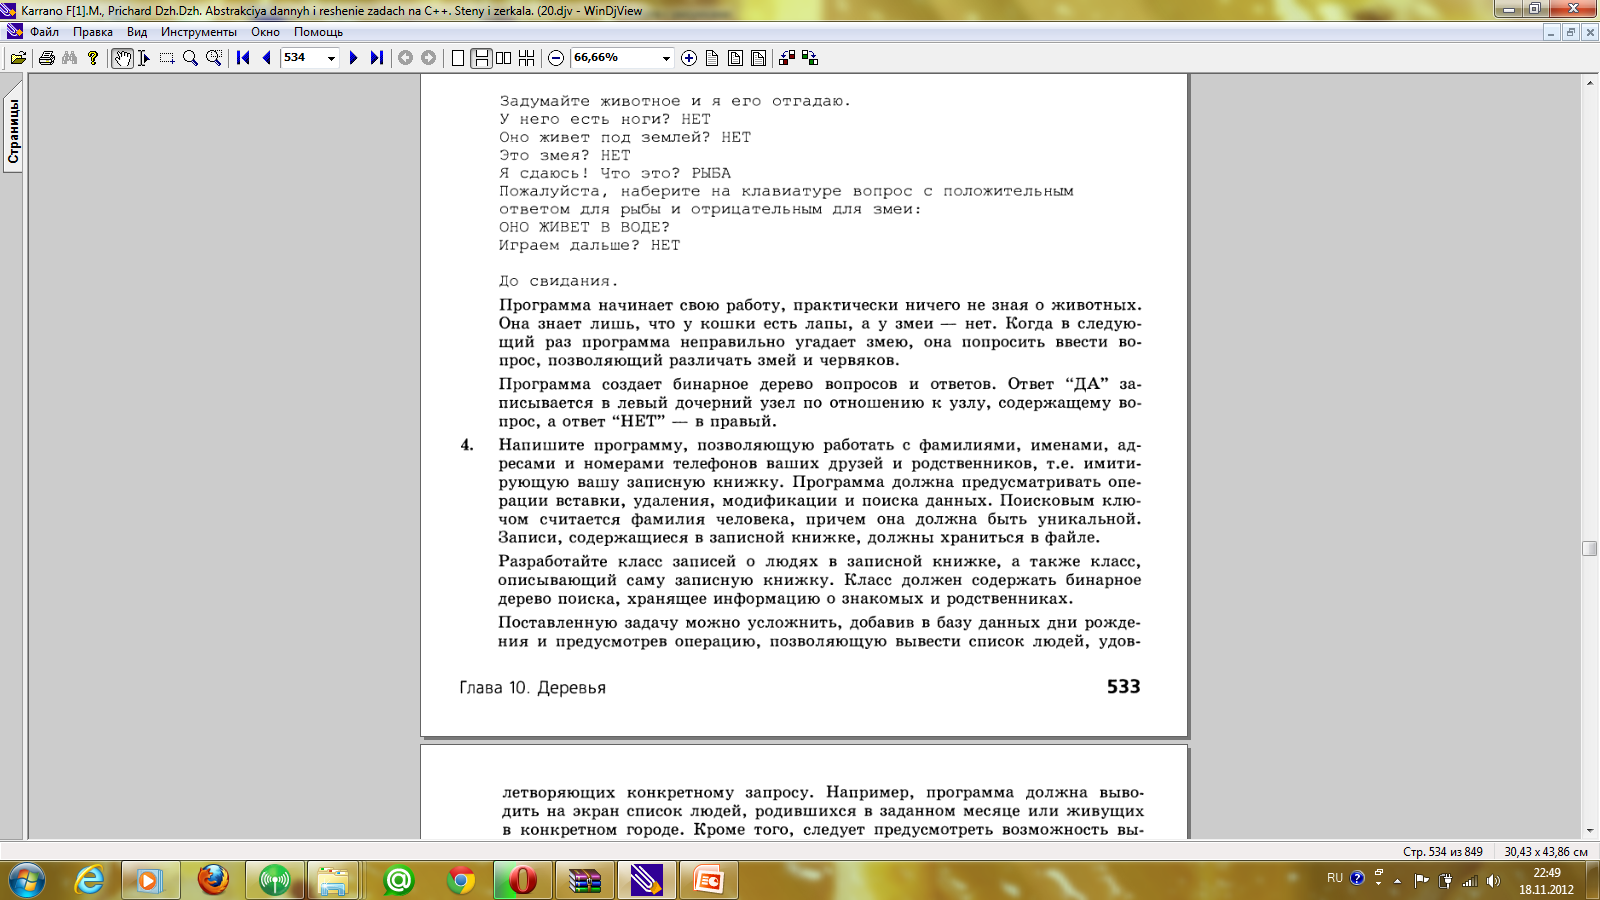 Karrano F[1].M., Prichard Dzh.Dzh. Abstrakciya dannyh i reshenie zadach na C++. Steny i zerkala. (20.djv - WinDjView
Файл Правка Вид Инструменты Окно Помощь
534 66,66%
Страницы
Задумайте животное и я его отгадаю.
У него есть ноги? НЕТ
Оно живет под землей? НЕТ
Это змея? НЕТ
Я сдаюсь! Что это? РЫБА
Пожалуйста, наберите на клавиатуре вопрос с положительным
ответом для рыбы и отрицательным для змеи:
ОНО ЖИВЕТ В ВОДЕ?
Играем дальше? НЕТ
До свидания.
Программа начинает свою работу, практически ничего не зная о животных.
Она знает лишь, что у кошки есть лапы, а у змеи — нет. Когда в следую-
щий раз программа неправильно угадает змею, она попросить ввести во-
прос, позволяющий различать змей и червяков.
Программа создает бинарное дерево вопросов и ответов. Ответ “ДА” за-
писывается в левый дочерний узел по отношению к узлу, содержащему во-
прос, а ответ “НЕТ” — в правый.
4. Напишите программу, позволяющую работать с фамилиями, именами, ад-
ресами и номерами телефонов ваших друзей и родственников, т.е. имити-
рующую вашу записную книжку. Программа должна предусматривать опе-
рации вставки, удаления, модификации и поиска данных. Поисковым клю-
чом считается фамилия человека, причем она должна быть уникальной.
Записи, содержащиеся в записной книжке, должны храниться в файле.
Разработайте класс записей о людях в записной книжке, а также класс,
описывающий саму записную книжку. Класс должен содержать бинарное
дерево поиска, хранящее информацию о знакомых и родственниках.
Поставленную задачу можно усложнить, добавив в базу данных дни рожде-
ния и предусмотрев операцию, позволяющую вывести список людей, удов-
Глава 10. Деревья 533
летворяющих конкретному запросу. Например, программа должна выво-
дить на экран список людей, родившихся в заданном месяце или живущих
в конкретном городе. Кроме того, следует предусмотреть возможность вы-
Стр. 534 из 849 30,43 x 43,86 см
RU 22:49
18.11.2012